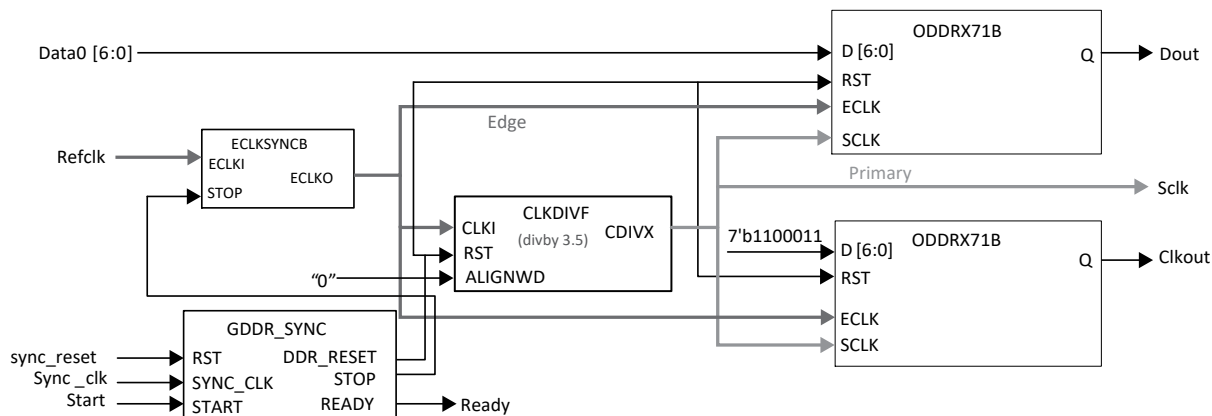 ODDRX71B
Data0 [6:0]
D [6:0]
Q
Dout
RST
ECLK
Edge
SCLK
ECLKSYNCB
Refclk
ECLKI
ECLKO
STOP
Primary
Sclk
CLKDIVF
CLKI
(divby 3.5)
CDIVX
RST
“0”
ALIGNWD
7'b1100011
ODDRX71B
D [6:0]
Q
Clkout
RST
ECLK
SCLK
GDDR_SYNC
sync_reset
RST
DDR_RESET
Sync _clk
SYNC_CLK
STOP
Start
START
READY
Ready